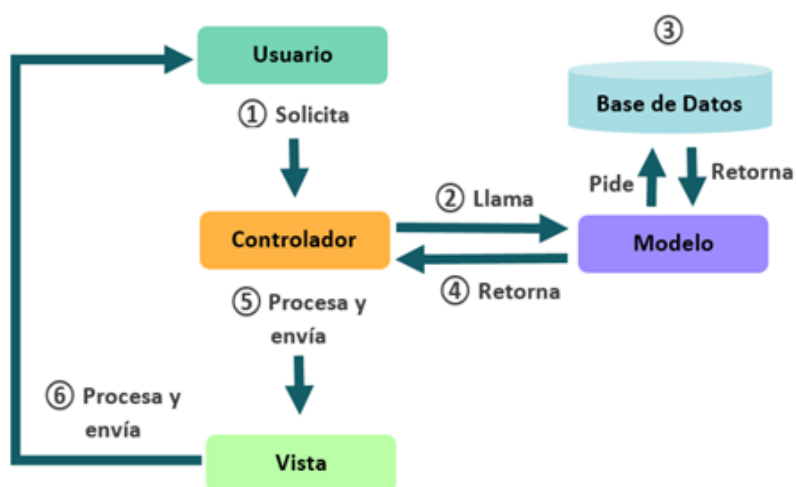 Usuario
① Solicita
③
Base de Datos
Pide
Retorna
② Llama
Controlador
Modelo
④ Retorna
⑤ Procesa y
envía
⑥ Procesa y
envía
Vista